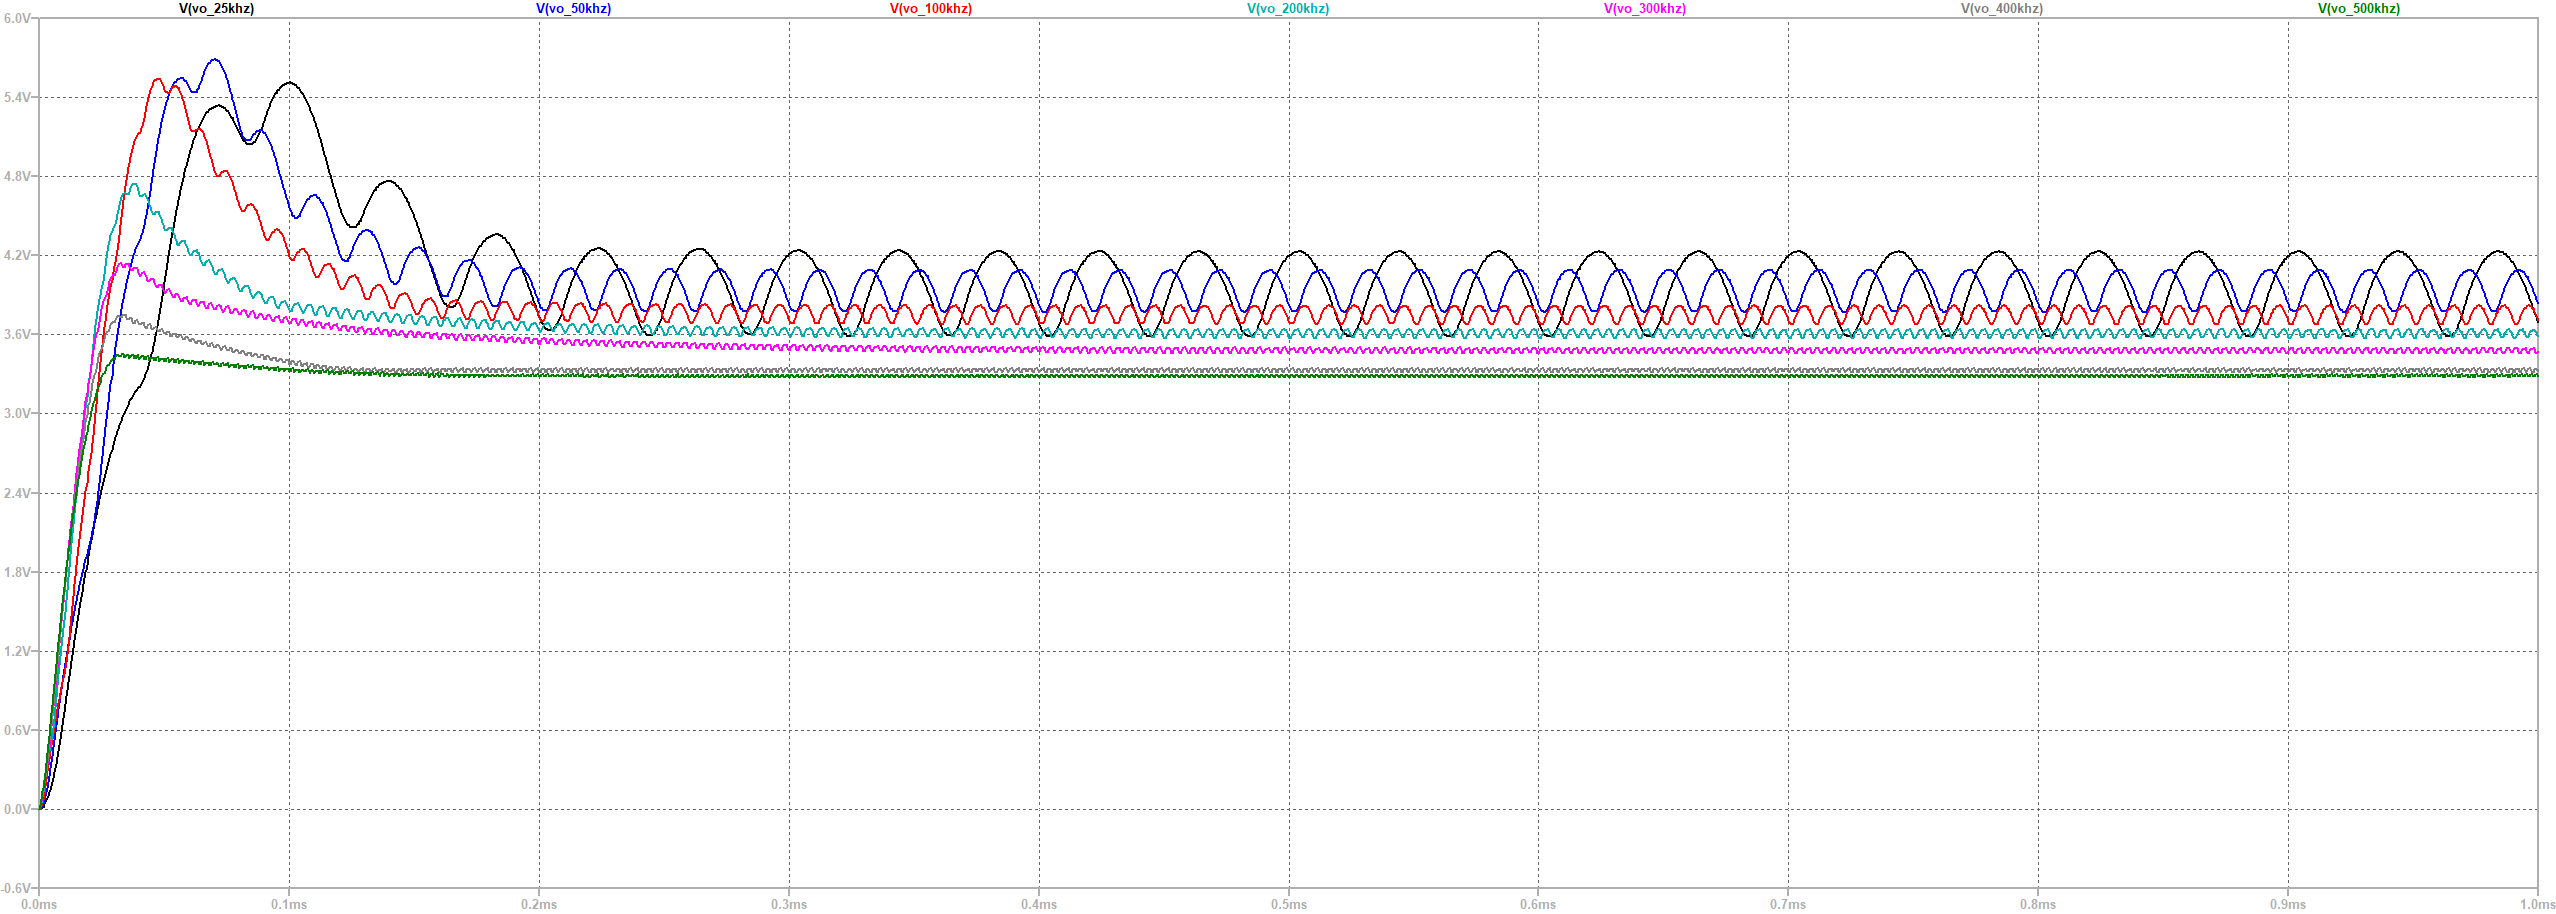 V(vo_25khz) V(vo_50khz) V(vo_100khz) V(vo_200khz) V(vo_300khz) V(vo_400khz) V(vo_500khz)
6.0V
5.4V
4.8V
4.2V
3.6V
3.0V
2.4V
1.8V
1.2V
0.6V
0.0V
-0.6V
0.0ms 0.1ms 0.2ms 0.3ms 0.4ms 0.5ms 0.6ms 0.7ms 0.8ms 0.9ms 1.0ms